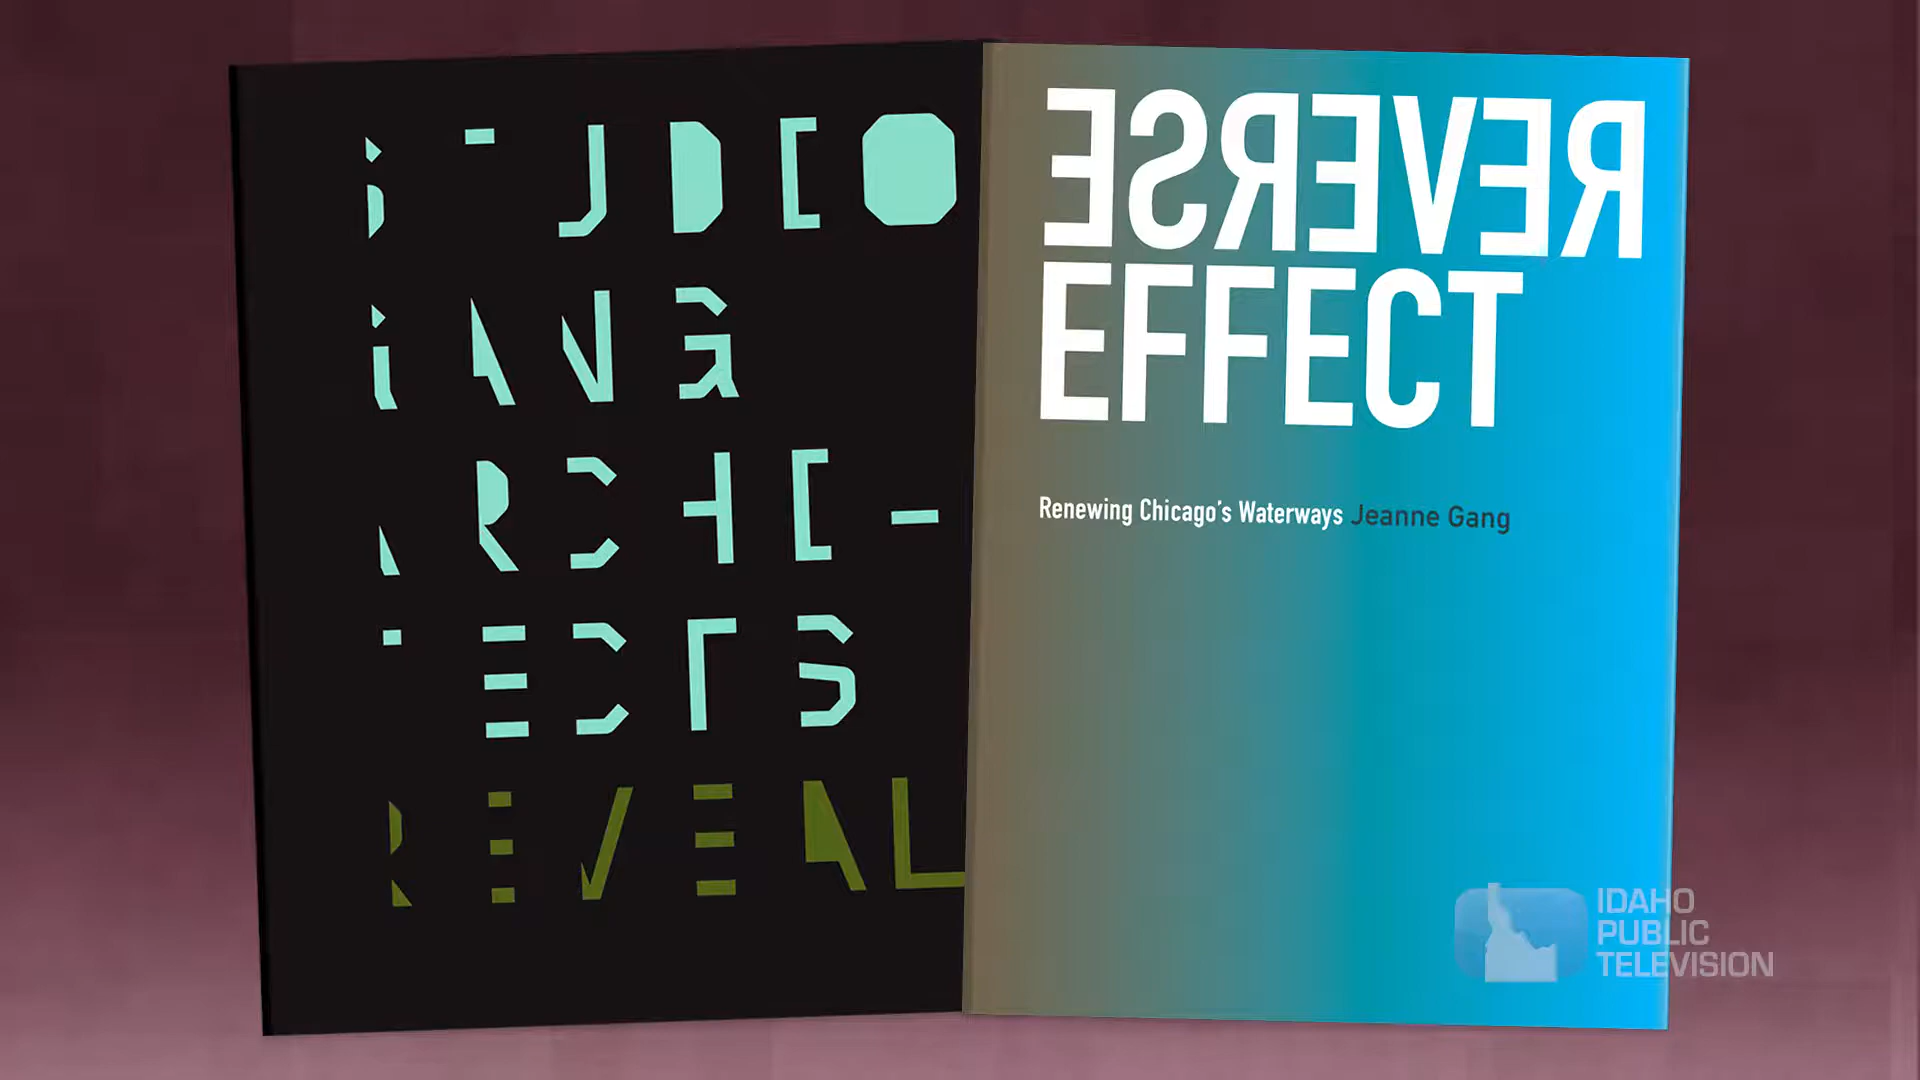 STUDIO
GANG
ARCHI-
TECTS
REVEAL
REVERSE
EFFECT
Renewing Chicago's Waterways Jeanne Gang
IDAHO
PUBLIC
TELEVISION